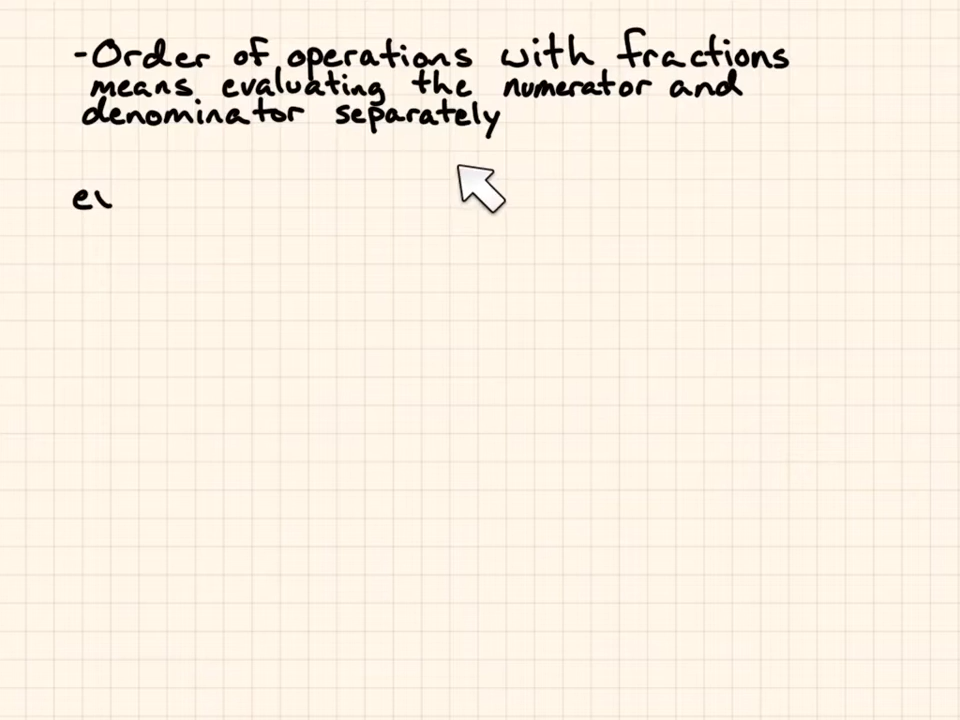 -Order of operations with fractions
means evaluating the numerator and
denominator separately